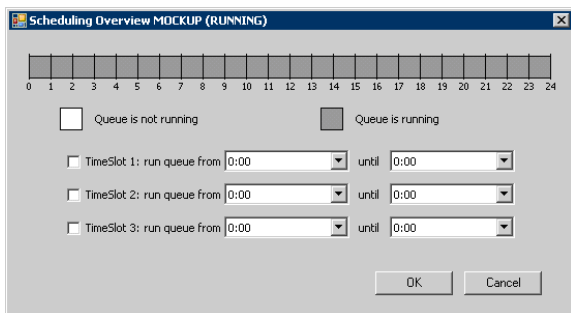 Scheduling Overview MOCKUP (RUNNING)
0 1 2 3 4 5 6 7 8 9 10 11 12 13 14 15 16 17 18 19 20 21 22 23 24
Queue is not running Queue is running
TimeSlot 1: run queue from 0:00 until 0:00
TimeSlot 2: run queue from 0:00 until 0:00
TimeSlot 3: run queue from 0:00 until 0:00
OK Cancel